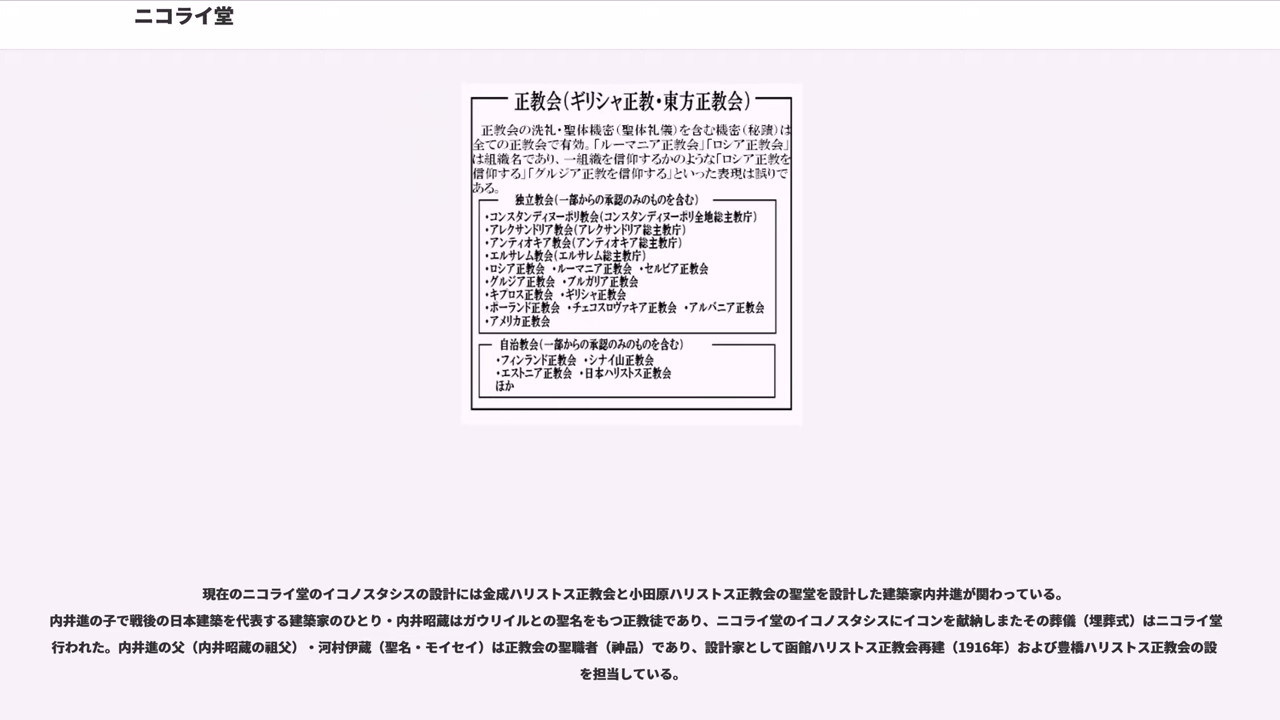 ニコライ堂
正教会(ギリシャ正教・東方正教会)
正教会の洗礼・聖体機密(聖体礼儀)を含む機密(秘蹟)は
全ての正教会で有効。「ルーマニア正教会」「ロシア正教会」
は組織名であり、一組織を信仰するかのような「ロシア正教を
信仰する」「グルジア正教を信仰する」といった表現は誤りで
ある。
独立教会(一部からの承認のみのものを含む)
・コンスタンディヌーポリ教会(コンスタンディヌーポリ全地総主教庁)
・アレクサンドリア教会(アレクサンドリア総主教庁)
・アンティオキア教会(アンティオキア総主教庁)
・エルサレム教会(エルサレム総主教庁)
・ロシア正教会 ・ルーマニア正教会 ・セルビア正教会
・グルジア正教会 ・ブルガリア正教会
・キプロス正教会 ・ギリシャ正教会
・ポーランド正教会 ・チェコスロヴァキア正教会 ・アルバニア正教会
・アメリカ正教会
自治教会(一部からの承認のみのものを含む)
・フィンランド正教会 ・シナイ山正教会
・エストニア正教会 ・日本ハリストス正教会
ほか
現在のニコライ堂のイコノスタシスの設計には金成ハリストス正教会と小田原ハリストス正教会の聖堂を設計した建築家内井進が関わっている。
内井進の子で戦後の日本建築を代表する建築家のひとり・内井昭蔵はガウリイルとの聖名をもつ正教徒であり、ニコライ堂のイコノスタシスにイコンを献納しまたその葬儀（埋葬式）はニコライ堂
行われた。内井進の父（内井昭蔵の祖父）・河村伊蔵（聖名・モイセイ）は正教会の聖職者（神品）であり、設計家として函館ハリストス正教会再建（1916年）および豊橋ハリストス正教会の設
を担当している。